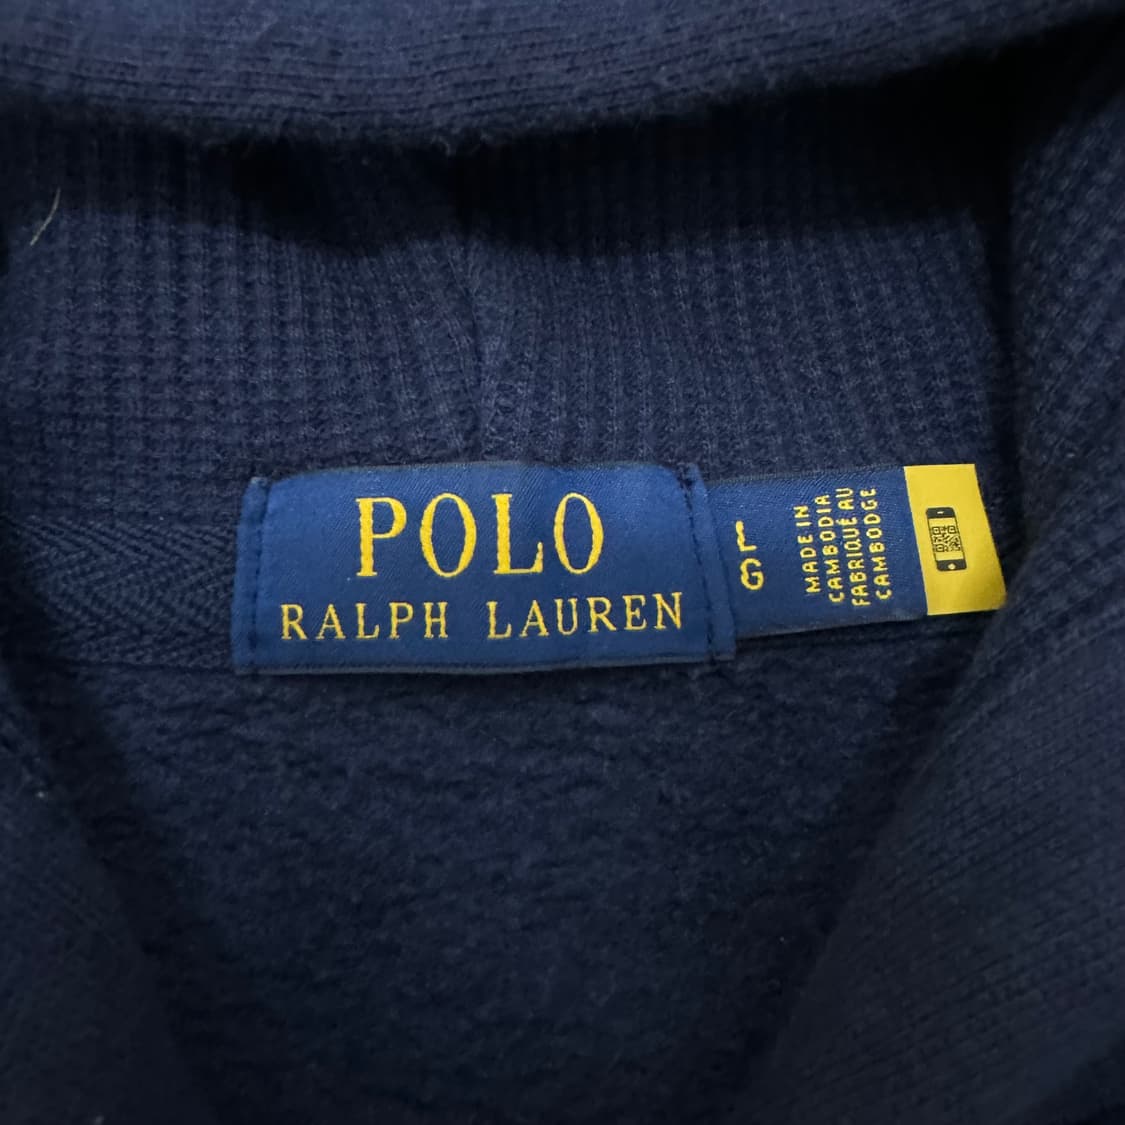 POLO
RALPH LAUREN
L
G
MADE IN
CAMBODIA
FABRIQUÉ AU
CAMBODGE